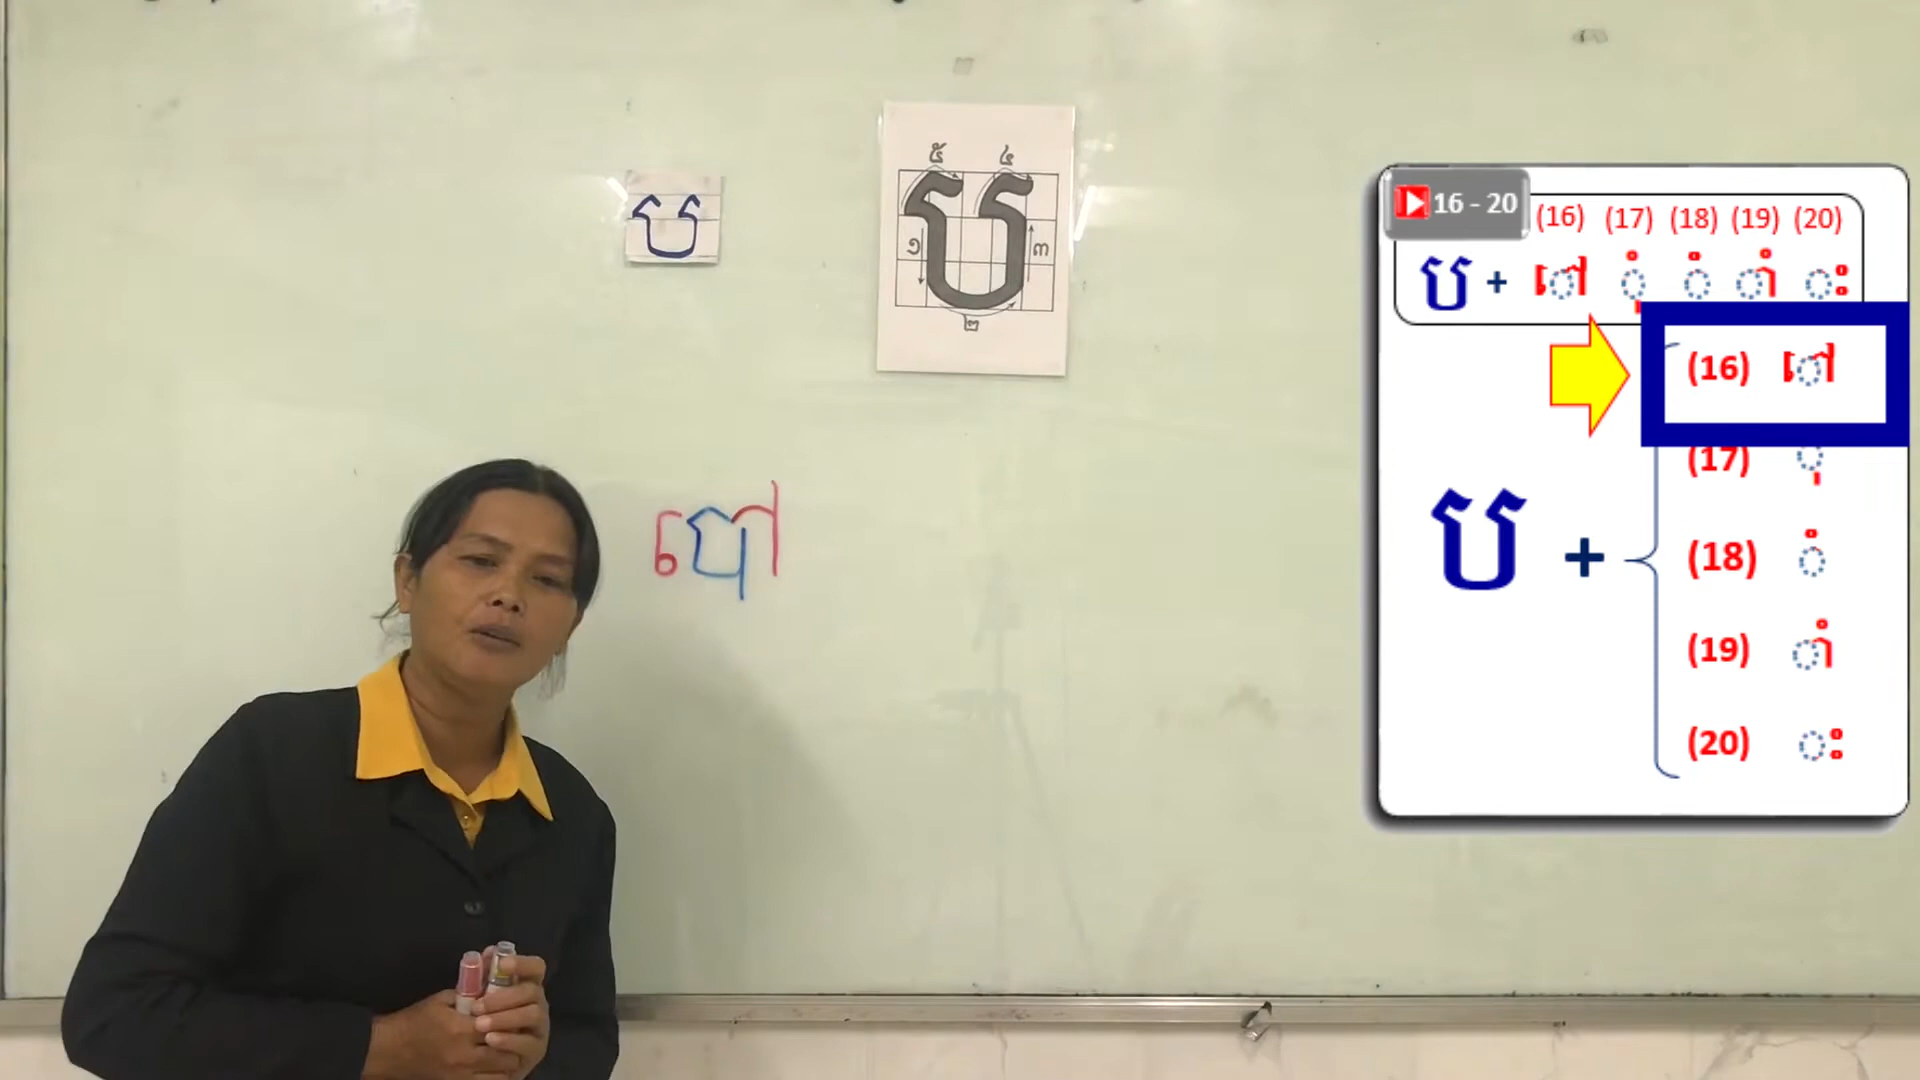 ប
៥ ៤
ប
១ ៣
២
បៅ
16 - 20 (16) (17) (18) (19) (20)
ប + ◌ៅ ◌ុំ ◌ំ ◌ាំ ◌ះ
(16) ◌ៅ
(17) ◌ុ
ប + (18) ◌ំ
(19) ◌ាំ
(20) ◌ះ